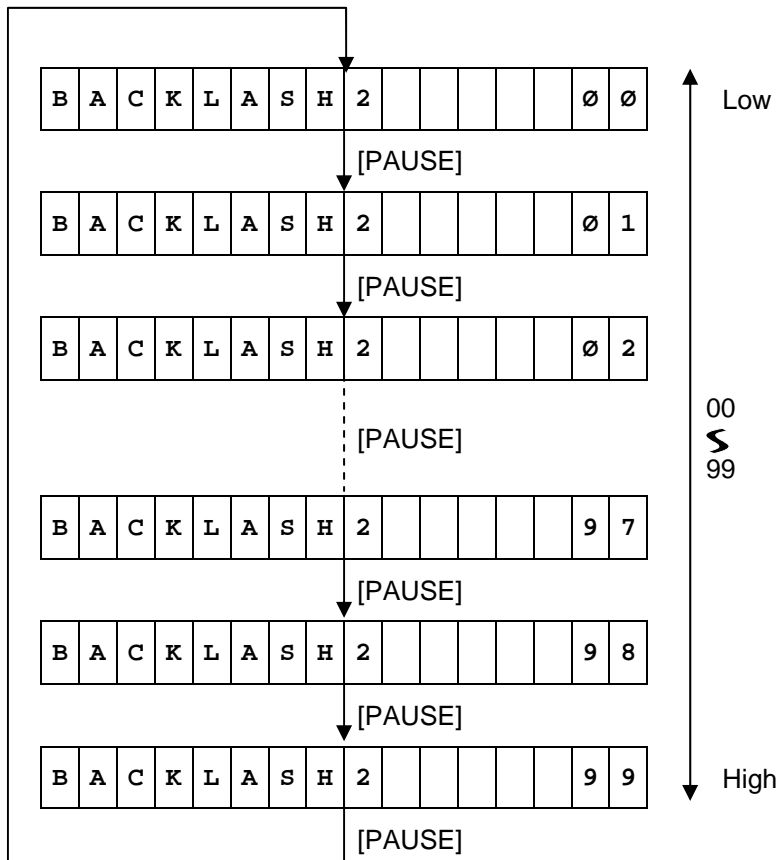 BACKLASH2 ØØ
Low
[PAUSE]
BACKLASH2 Ø1
[PAUSE]
BACKLASH2 Ø2
[PAUSE]
00
99
BACKLASH2 97
[PAUSE]
BACKLASH2 98
[PAUSE]
BACKLASH2 99
High
[PAUSE]